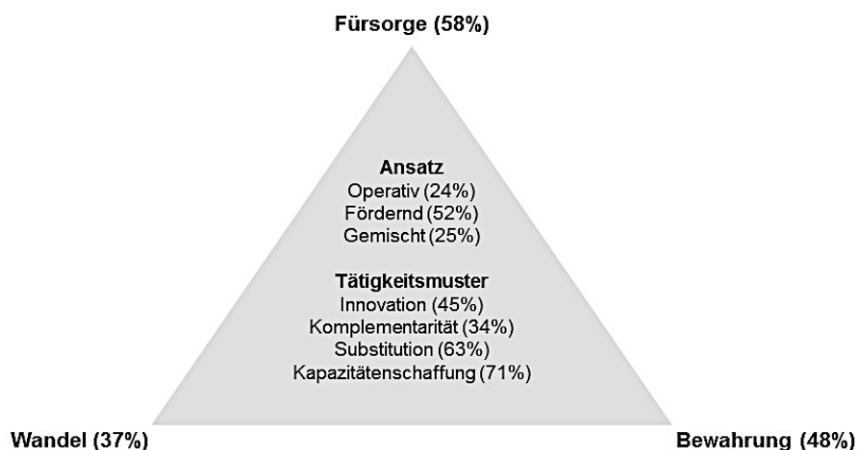 Fürsorge (58%)
Ansatz
Operativ (24%)
Fördernd (52%)
Gemischt (25%)
Tätigkeitsmuster
Innovation (45%)
Komplementarität (34%)
Substitution (63%)
Kapazitätenschaffung (71%)
Wandel (37%)
Bewahrung (48%)